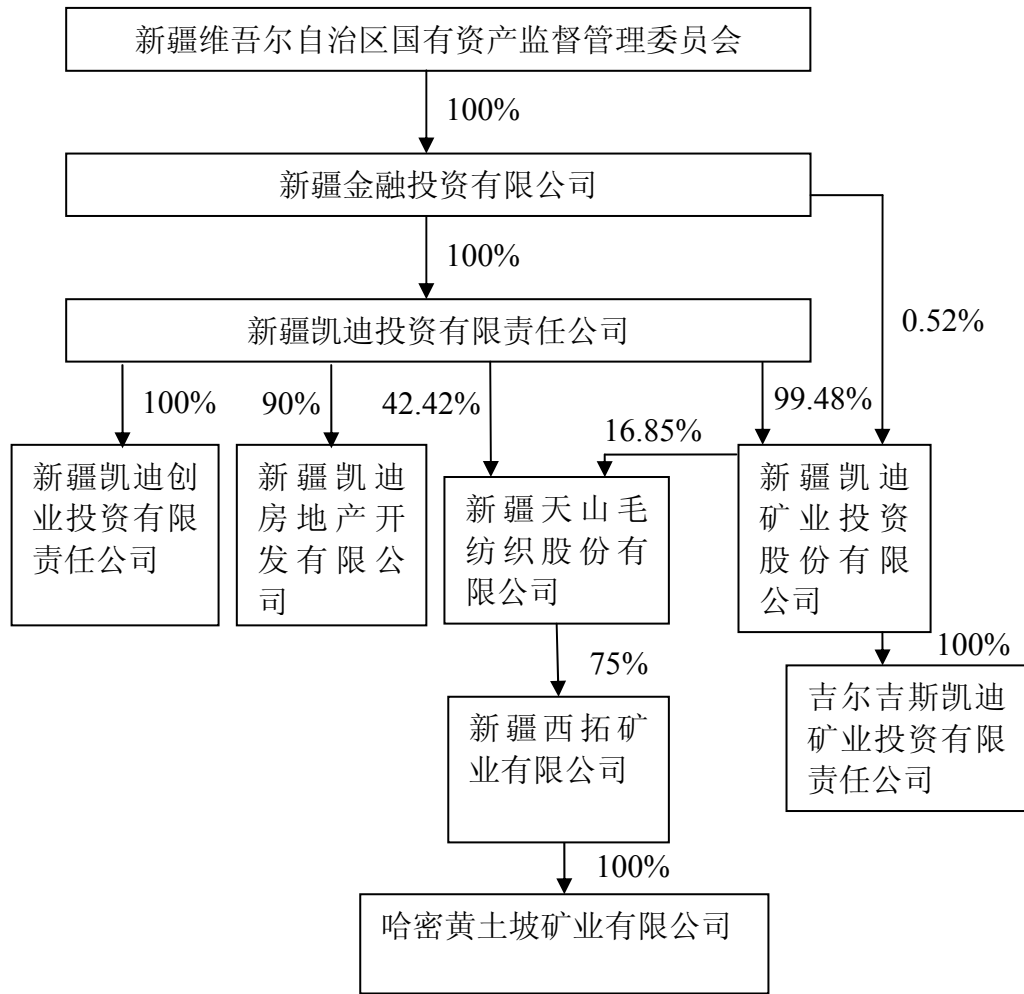 新疆维吾尔自治区国有资产监督管理委员会
100%
新疆金融投资有限公司
100%
0.52%
新疆凯迪投资有限责任公司
100%
90%
42.42%
99.48%
16.85%
新疆凯迪创
业投资有限
责任公司
新疆凯迪
房地产开
发有限公
司
新疆天山毛
纺织股份有
限公司
新疆凯迪
矿业投资
股份有限
公司
75%
100%
新疆西拓矿
业有限公司
吉尔吉斯凯迪
矿业投资有限
责任公司
100%
哈密黄土坡矿业有限公司